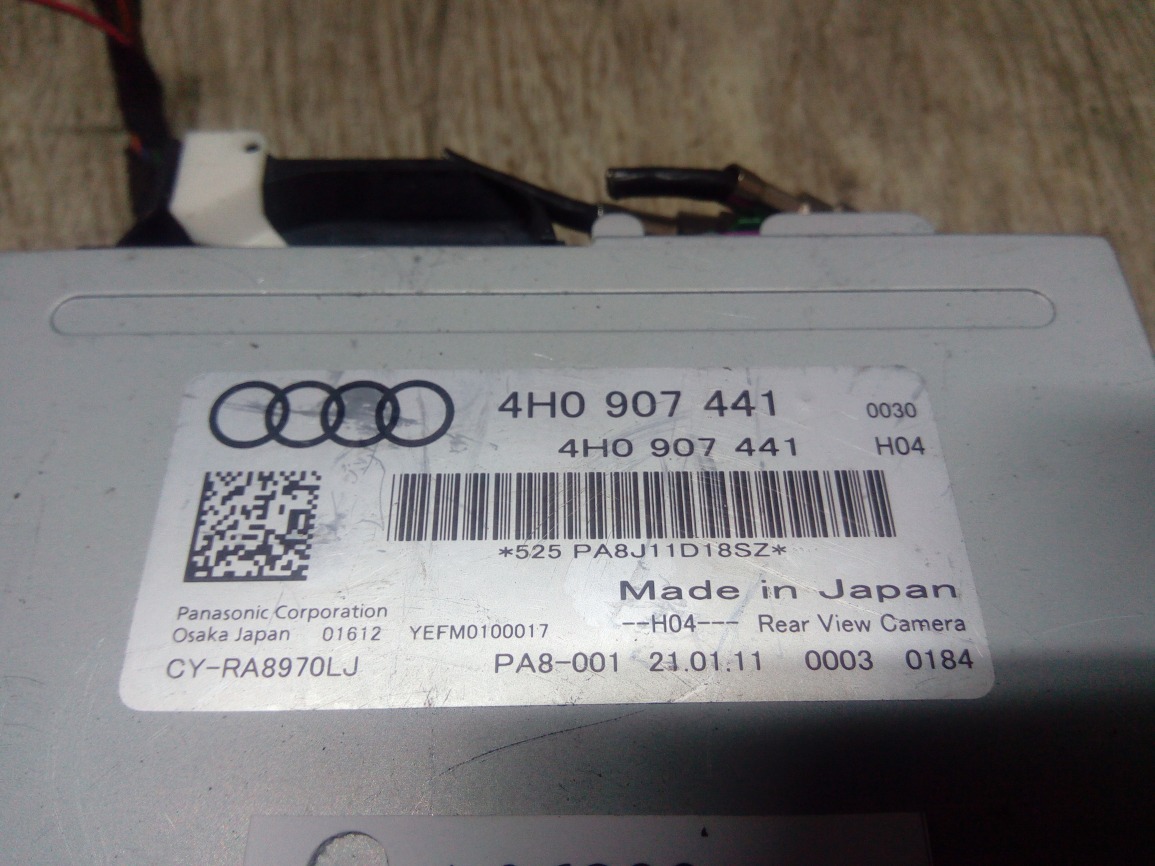 4H0 907 441 0030
4H0 907 441 H04
*525 PA8J11D18SZ*
Made in Japan
Panasonic Corporation
Osaka Japan 01612 YEFM0100017 --H04--- Rear View Camera
CY-RA8970LJ PA8-001 21.01.11 0003 0184